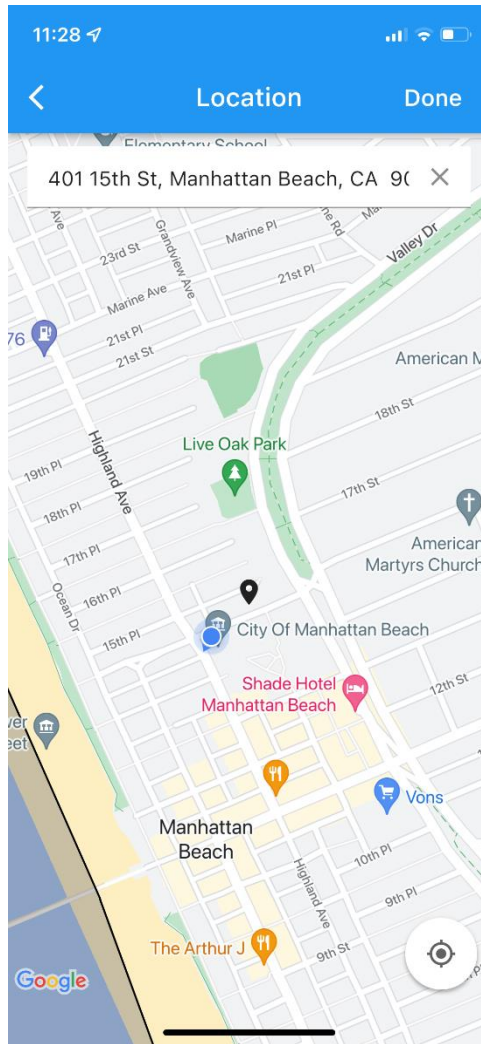 11:28
Location
Done
Elementary School
401 15th St, Manhattan Beach, CA 90
Ave
Grandview Ave
Marine Pl
Valley Dr
23rd St
21st Pl
Marine Ave
76
21st Pl
21st St
American M
18th St
Highland Ave
Live Oak Park
19th Pl
17th St
18th Pl
American
Martyrs Church
17th Pl
Ocean Dr
16th Pl
15th Pl
City Of Manhattan Beach
Shade Hotel
Manhattan Beach
12th St
Vons
Manhattan
Beach
10th Pl
Highland Ave
9th Pl
The Arthur J
9th St
Google